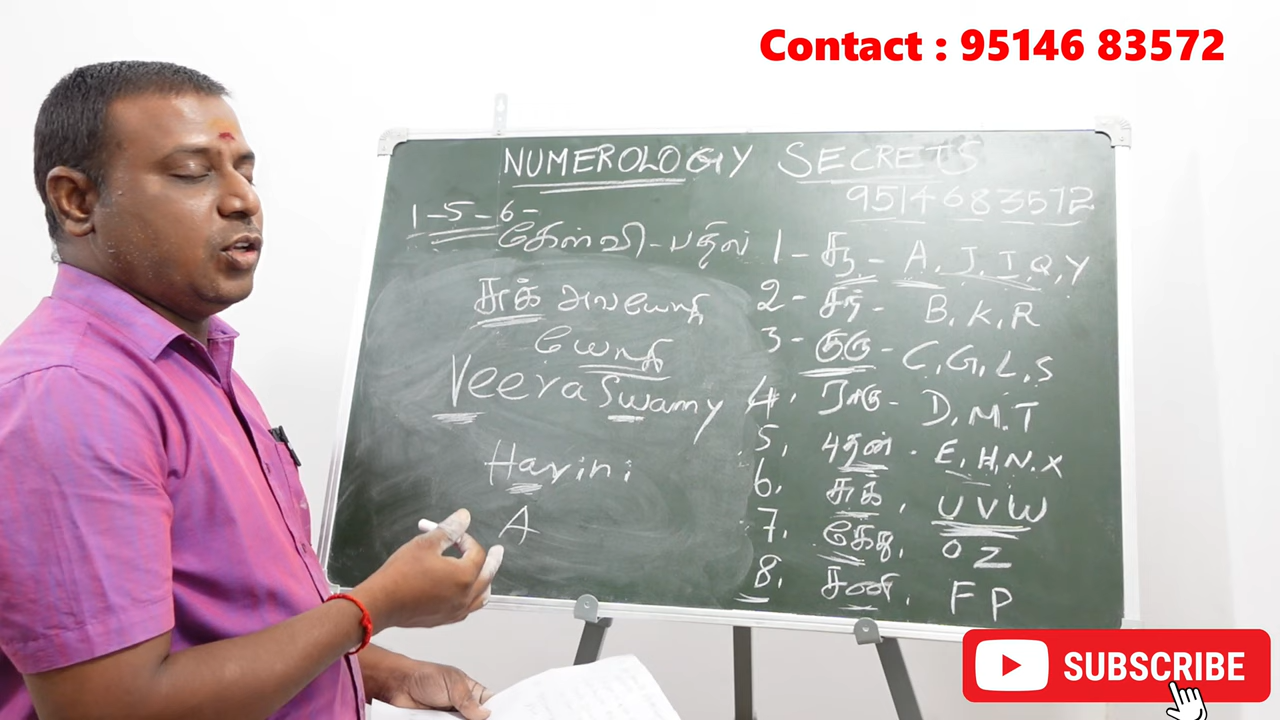 Contact : 95146 83572
NUMEROLOGY SECRETS
9514683572
1-5-6-
கேள்வி-பதில்
சுக்
யோதி
VeeraSwamy
Harini
A
1 - சூ - A, J, I, Q, Y
2 - சந் - B, K, R
3 - குரு - C, G, L, S
4, ராகு - D, M, T
5, புதன் - E, H, N, X
6, சுக், U V W
7, கேது, O Z
8, சனி, F P
SUBSCRIBE